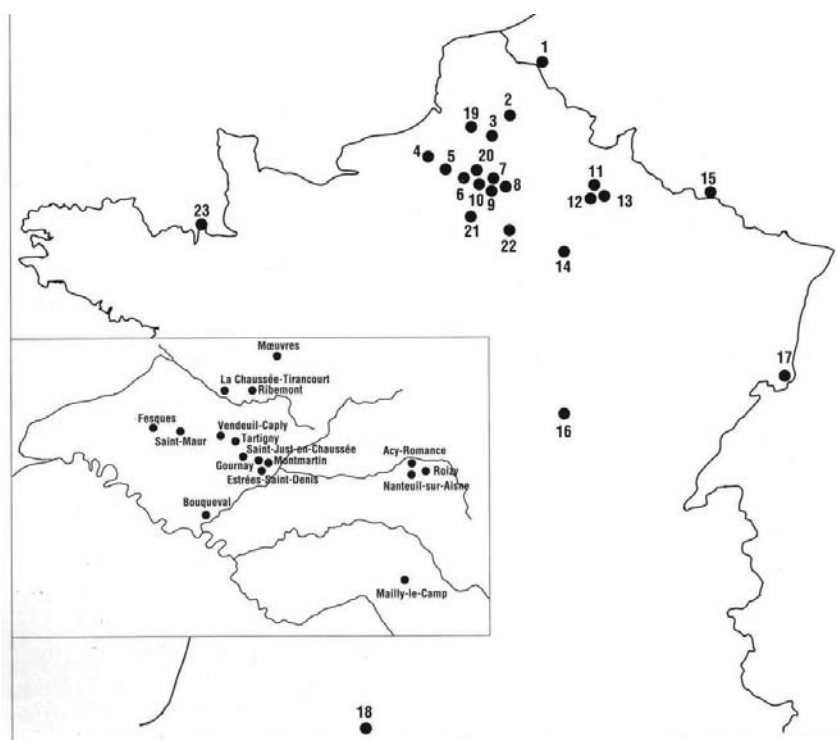 1
2
19
3
4
5
20
7
6
8
10
9
11
12
13
15
23
21
22
14
17
16
Mœuvres
La Chaussée-Tirancourt
Ribemont
Fesques
Saint-Maur
Vendeuil-Caply
Tartigny
Saint-Just-en-Chaussée
Gournay
Montmartin
Estrées-Saint-Denis
Acy-Romance
Roizy
Nanteuil-sur-Aisne
Bouqueval
Mailly-le-Camp
18